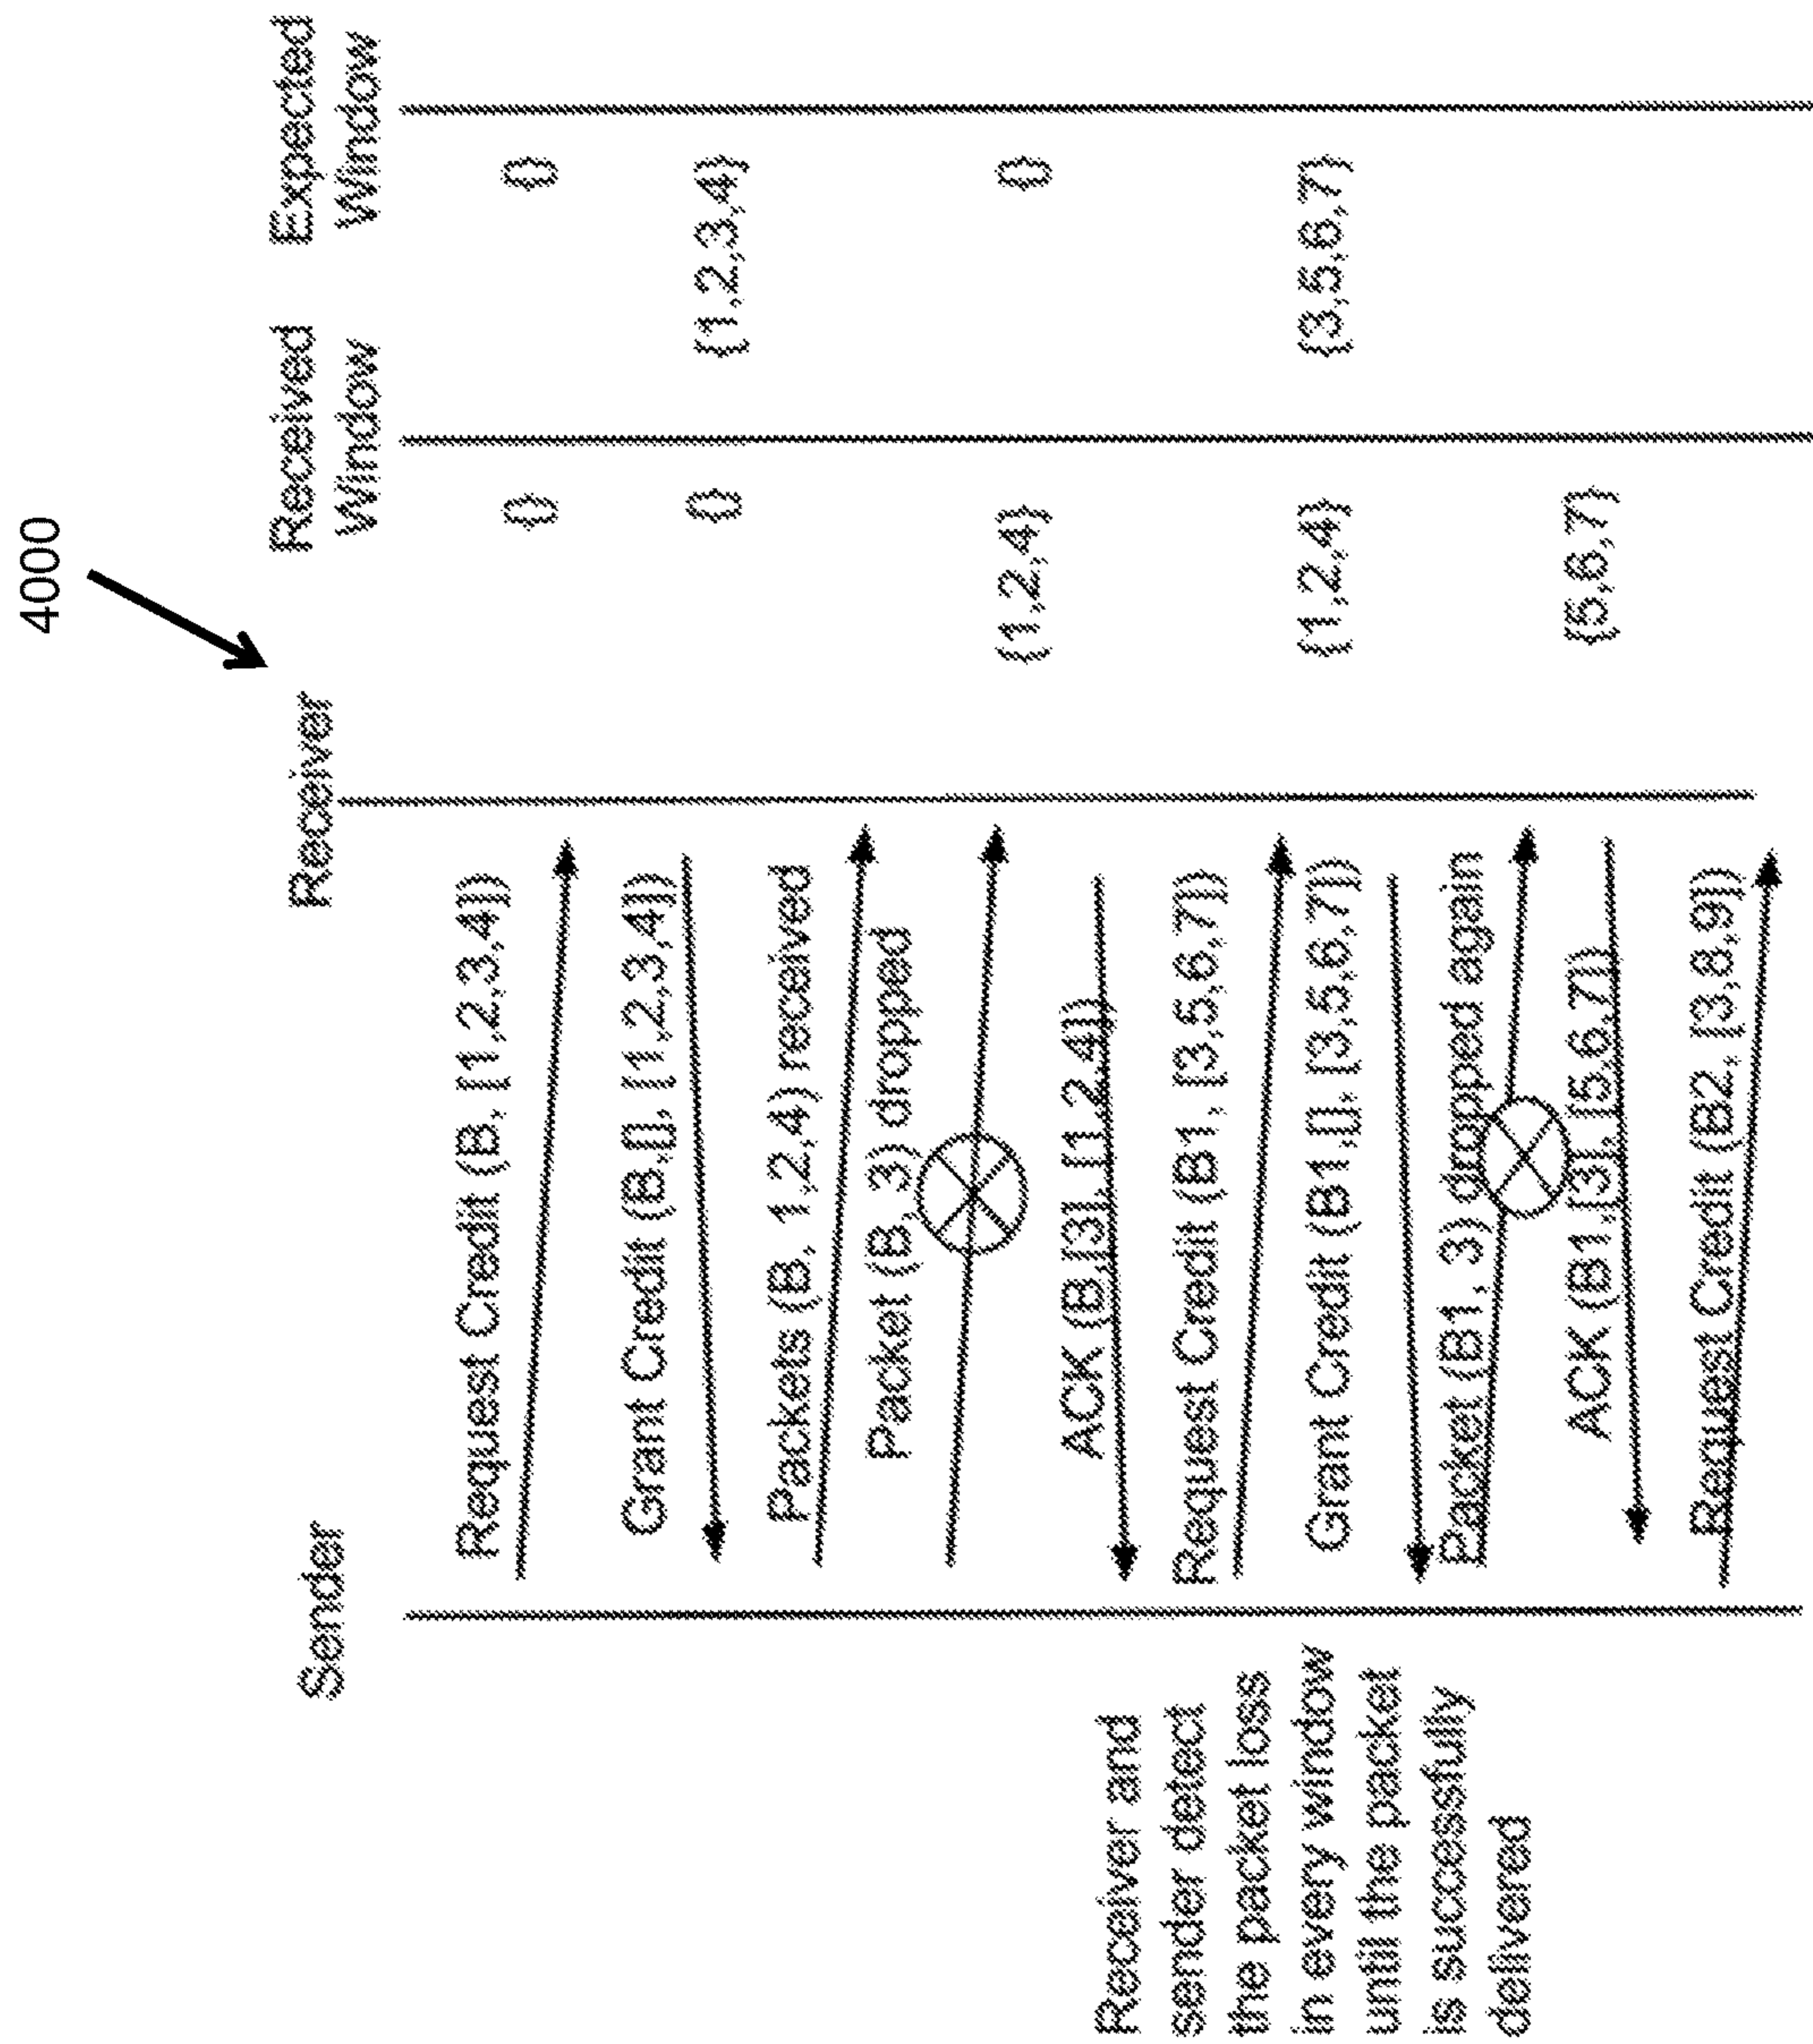 4000
Sender
Receiver
Received
Window
Expected
Window
Request Credit (B, [1,2,3,4])
{}
{}
Grant Credit (B,[], [1,2,3,4])
{}
{1,2,3,4}
Packets (B, 1,2,4) received
Packet (B, 3) dropped
{1,2,4}
{}
ACK (B,[3], [1,2,4])
Receiver and
sender detect
the packet loss
in every window
until the packet
is successfully
delivered
Request Credit (B1, [3,5,6,7])
Grant Credit (B1,[], [3,5,6,7])
{1,2,4}
{3,5,6,7}
Packet (B1, 3) dropped again
ACK (B1,[3], [5,6,7])
{5,6,7}
Request Credit (B2, [3,8,9])